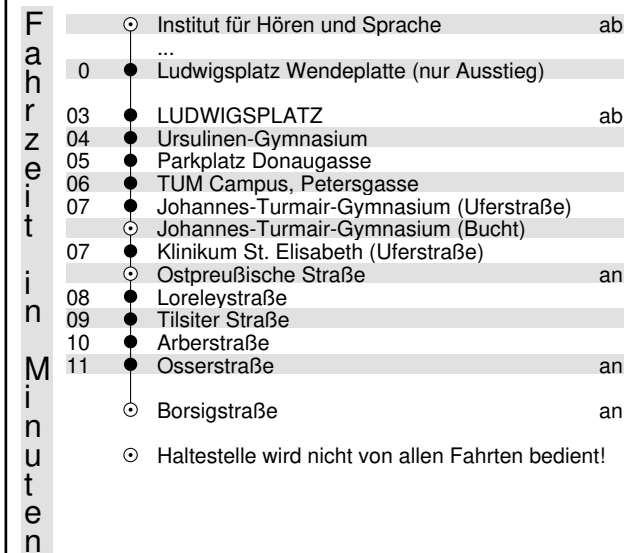 Fahrzeit in Minuten
Institut für Hören und Sprache ab
...
0 Ludwigsplatz Wendeplatte (nur Ausstieg)
03 LUDWIGSPLATZ ab
04 Ursulinen-Gymnasium
05 Parkplatz Donaugasse
06 TUM Campus, Petersgasse
07 Johannes-Turmair-Gymnasium (Uferstraße)
Johannes-Turmair-Gymnasium (Bucht)
07 Klinikum St. Elisabeth (Uferstraße)
Ostpreußische Straße an
08 Loreleystraße
09 Tilsiter Straße
10 Arberstraße
11 Osserstraße an
Borsigstraße an
Haltestelle wird nicht von allen Fahrten bedient!